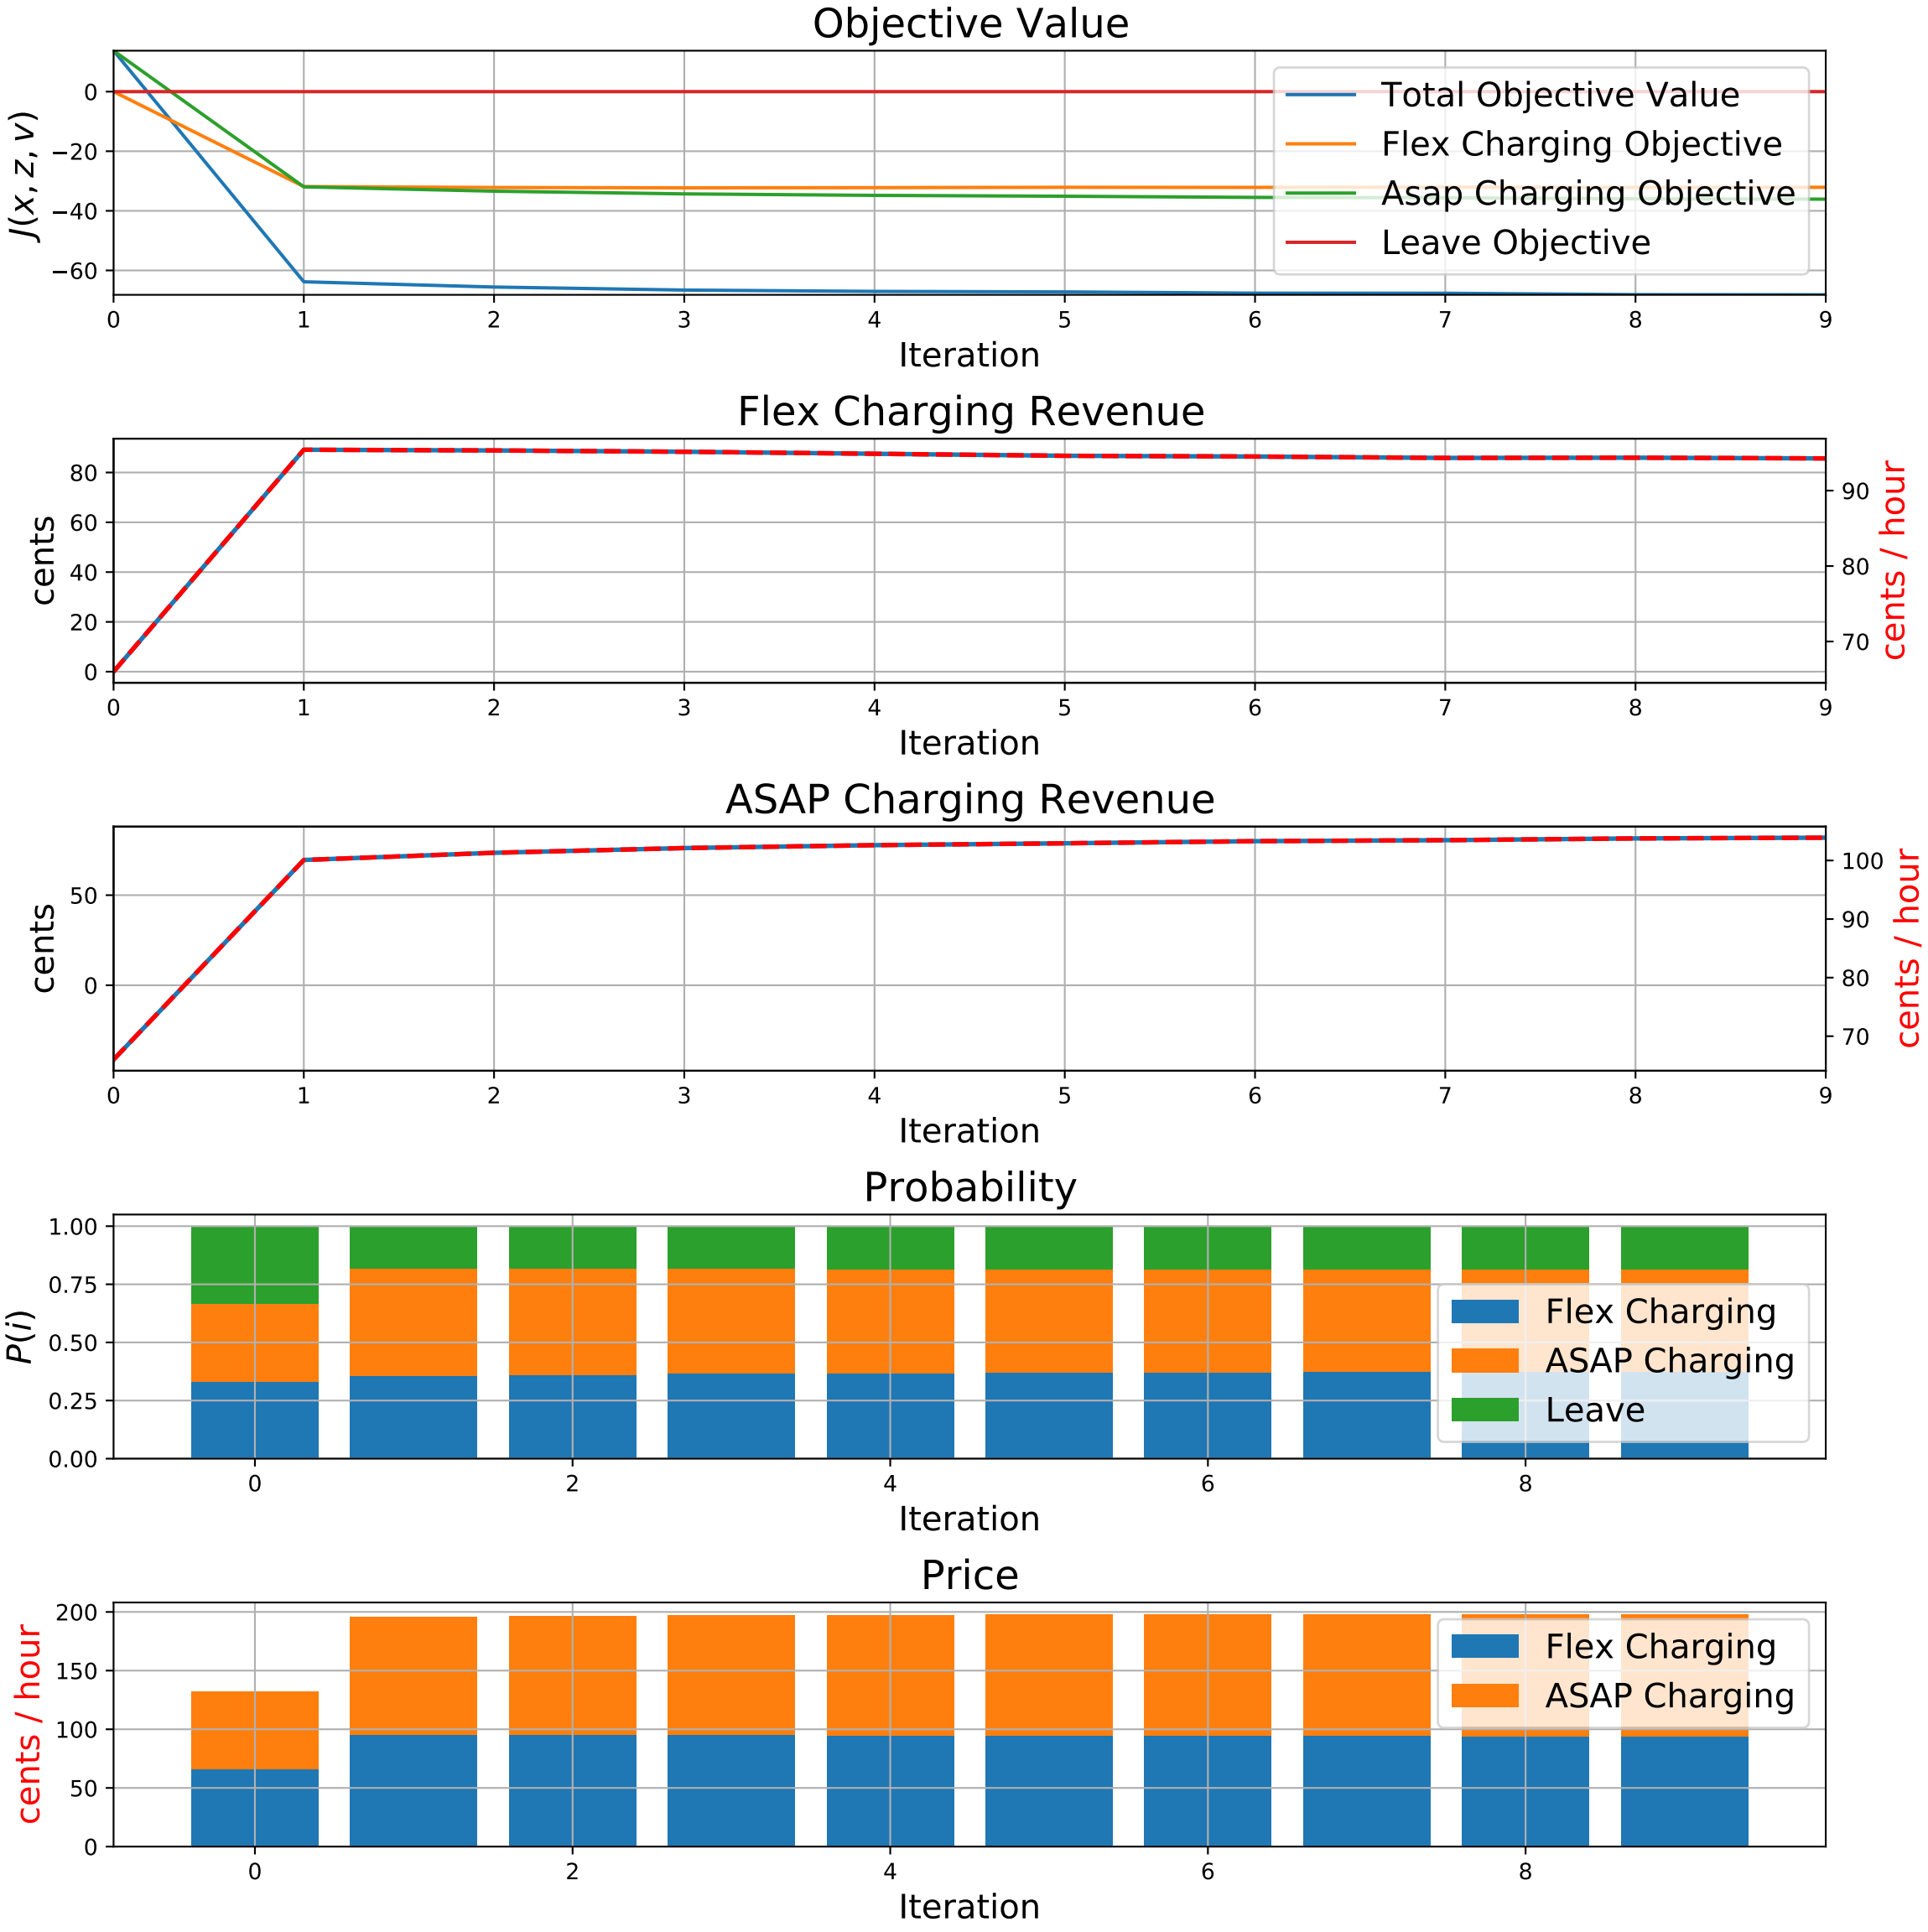 Objective Value
J(x, z, v)
0
−20
−40
−60
Total Objective Value
Flex Charging Objective
Asap Charging Objective
Leave Objective
0 1 2 3 4 5 6 7 8 9
Iteration
Flex Charging Revenue
cents
80
60
40
20
0
90
80
70
cents / hour
0 1 2 3 4 5 6 7 8 9
Iteration
ASAP Charging Revenue
cents
50
0
100
90
80
70
cents / hour
0 1 2 3 4 5 6 7 8 9
Iteration
Probability
P(i)
1.00
0.75
0.50
0.25
0.00
Flex Charging
ASAP Charging
Leave
0 2 4 6 8
Iteration
Price
cents / hour
200
150
100
50
0
Flex Charging
ASAP Charging
0 2 4 6 8
Iteration